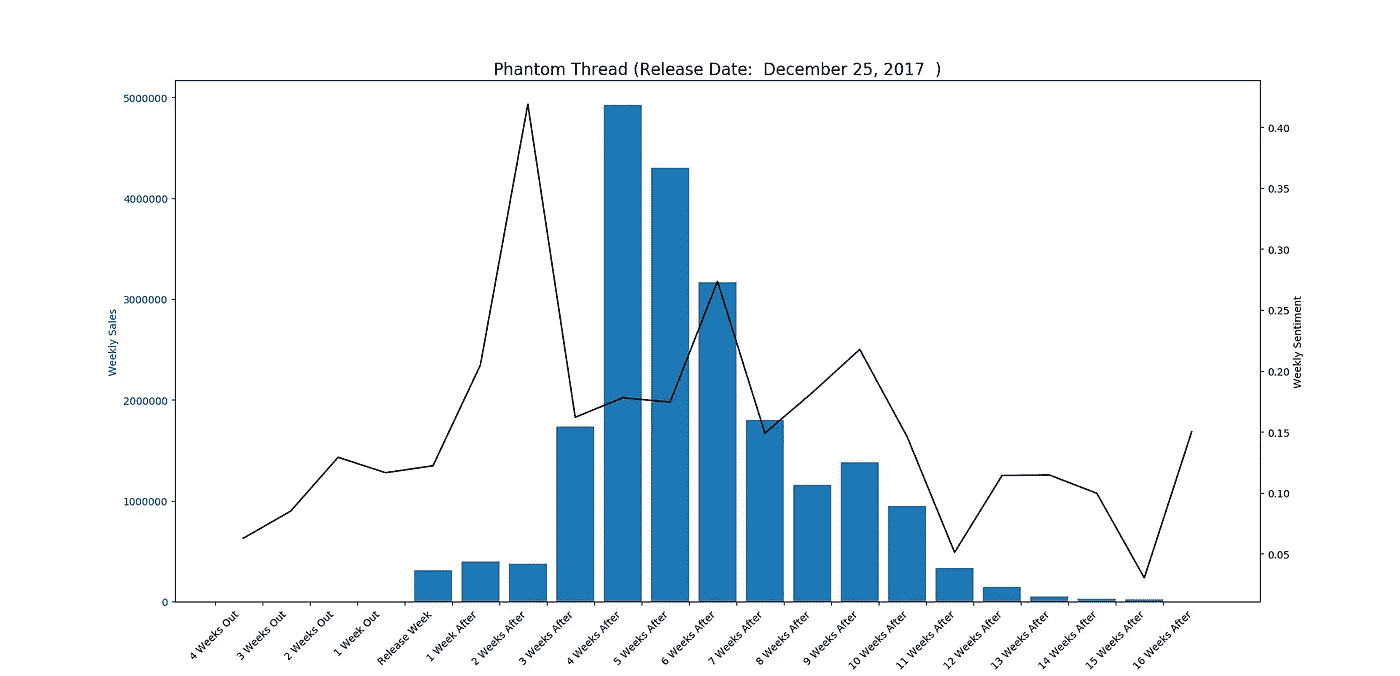 Phantom Thread (Release Date:  December 25, 2017  )
5000000
4000000
3000000
2000000
1000000
0
Weekly Sales
0.40
0.35
0.30
0.25
0.20
0.15
0.10
0.05
Weekly Sentiment
4 Weeks Out
3 Weeks Out
2 Weeks Out
1 Week Out
Release Week
1 Week After
2 Weeks After
3 Weeks After
4 Weeks After
5 Weeks After
6 Weeks After
7 Weeks After
8 Weeks After
9 Weeks After
10 Weeks After
11 Weeks After
12 Weeks After
13 Weeks After
14 Weeks After
15 Weeks After
16 Weeks After